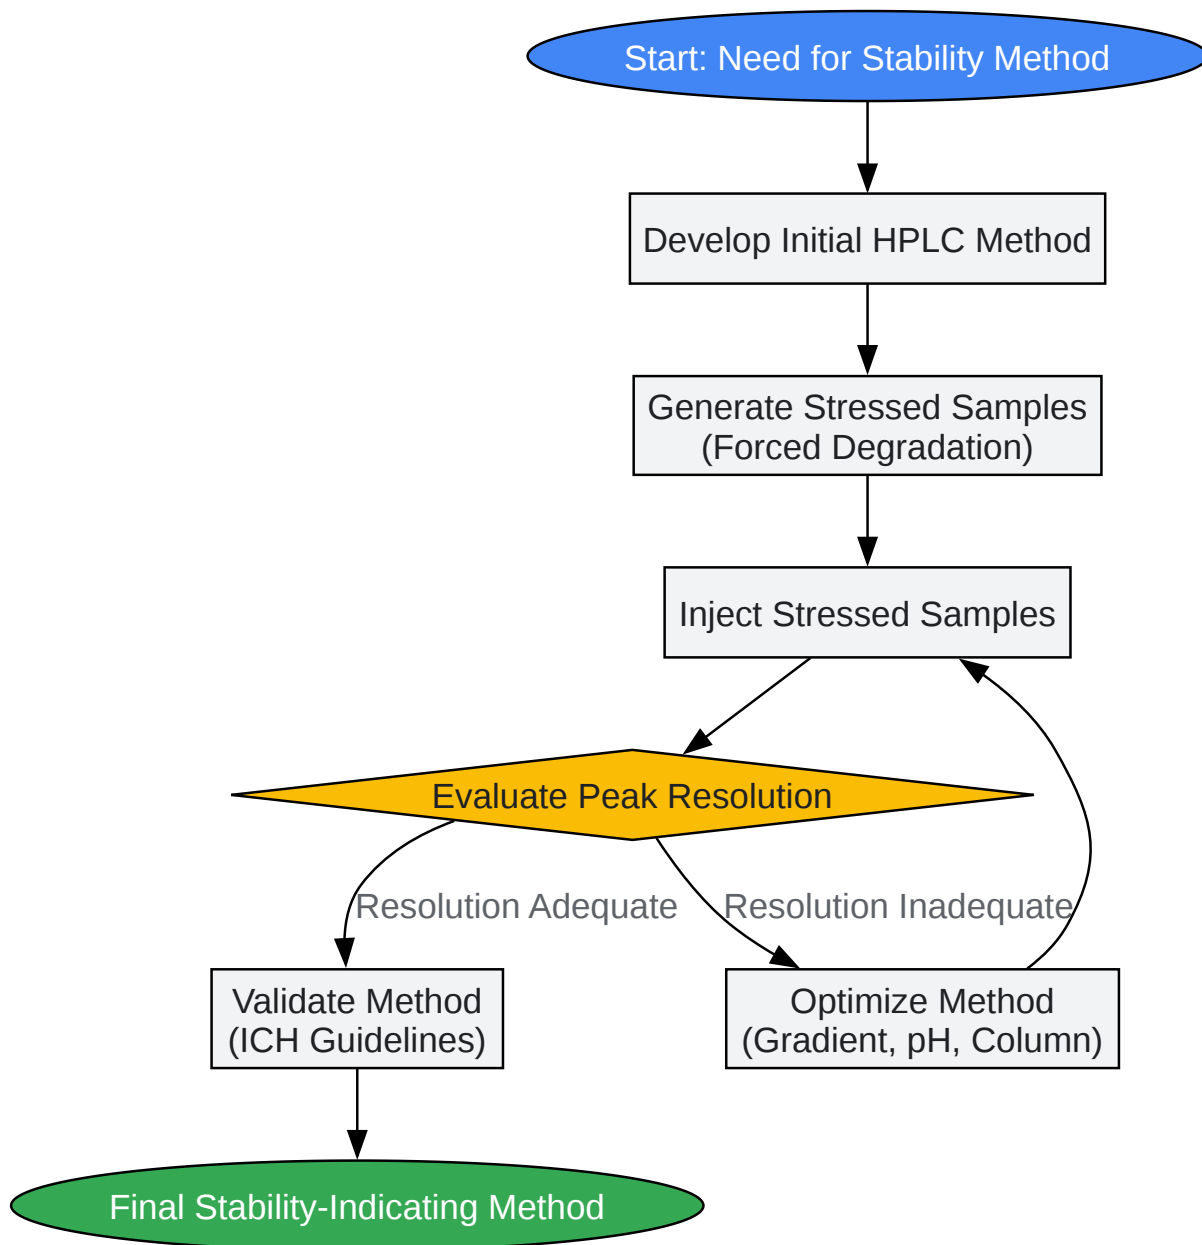 Start: Need for Stability Method
Develop Initial HPLC Method
Generate Stressed Samples
(Forced Degradation)
Inject Stressed Samples
Evaluate Peak Resolution
Resolution Adequate
Resolution Inadequate
Validate Method
(ICH Guidelines)
Optimize Method
(Gradient, pH, Column)
Final Stability-Indicating Method